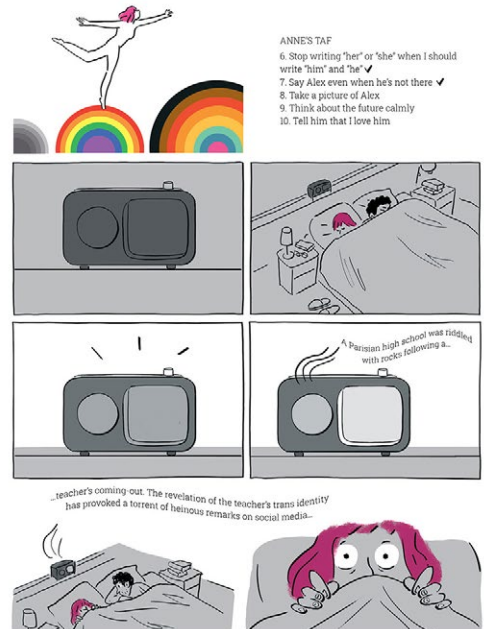 ANNE'S TAF
6. Stop writing "her" or "she" when I should
write "him" and "he" ✔
7. Say Alex even when he's not there ✔
8. Take a picture of Alex
9. Think about the future calmly
10. Tell him that I love him
A Parisian high school was riddled
with rocks following a...
...teacher's coming-out. The revelation of the teacher's trans identity
has provoked a torrent of heinous remarks on social media...